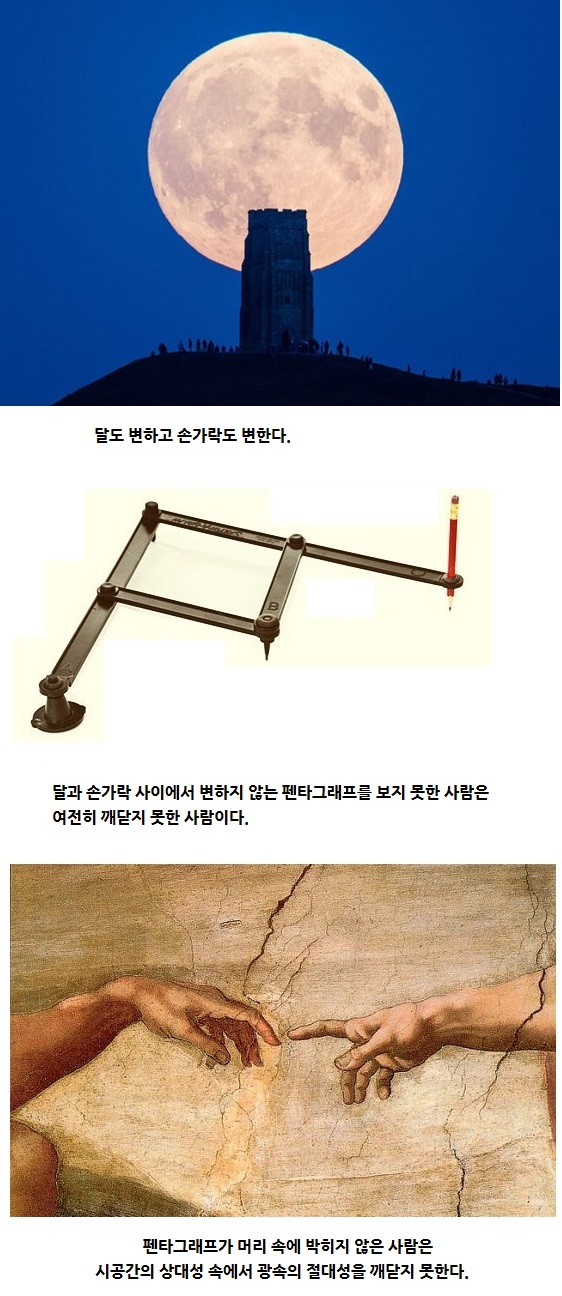 달도 변하고 손가락도 변한다.
B
달과 손가락 사이에서 변하지 않는 펜타그래프를 보지 못한 사람은
여전히 깨닫지 못한 사람이다.
펜타그래프가 머리 속에 박히지 않은 사람은
시공간의 상대성 속에서 광속의 절대성을 깨닫지 못한다.